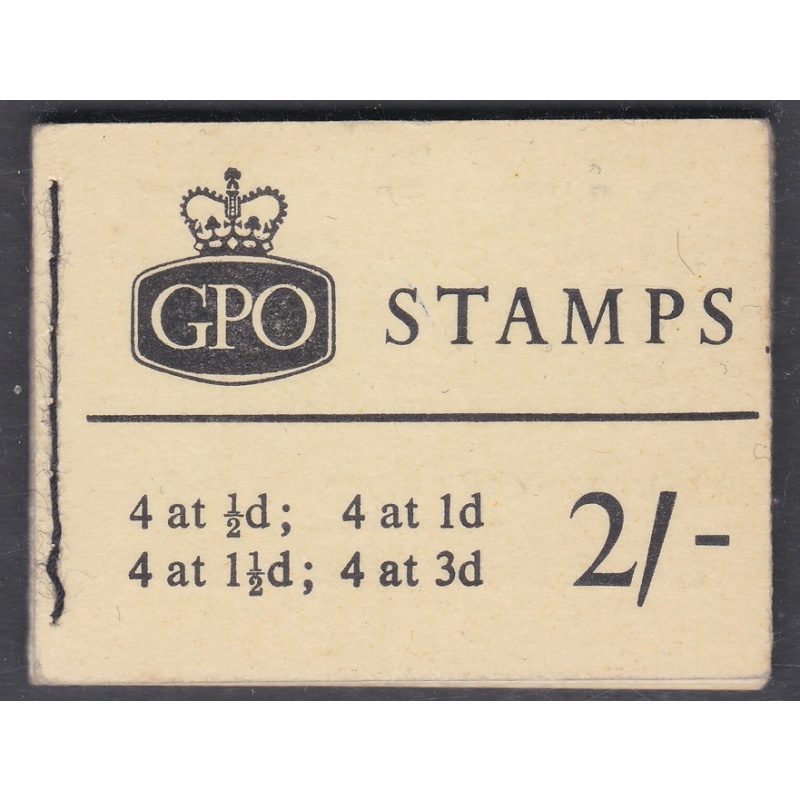 GPO STAMPS
4 at ½d; 4 at 1d
4 at 1½d; 4 at 3d
2/-